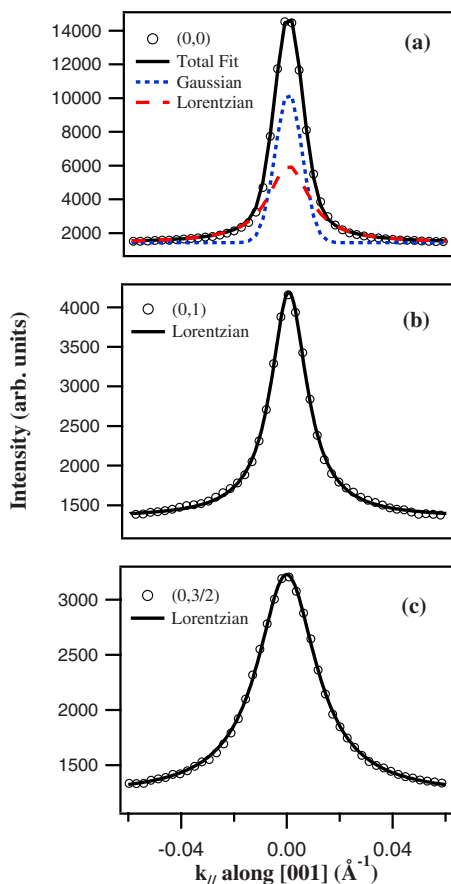 14000
12000
10000
8000
6000
4000
2000
(0,0)
Total Fit
Gaussian
Lorentzian
(a)
4000
3500
3000
2500
2000
1500
(0,1)
Lorentzian
(b)
Intensity (arb. units)
3000
2500
2000
1500
(0,3/2)
Lorentzian
(c)
-0.04
0.00
0.04
k// along [001] (Å-1)